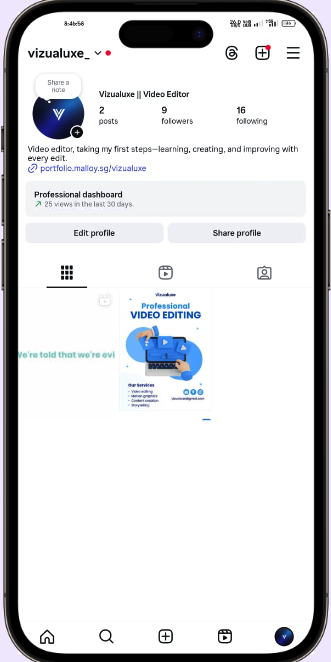 8:46:56
vizualuxe_
Share a
note
Vizualuxe || Video Editor
2
9
16
posts
followers
following
Video editor, taking my first steps—learning, creating, and improving with
every edit.
portfolio.malloy.sg/vizualuxe
Professional dashboard
25 views in the last 30 days.
Edit profile
Share profile
We're told that we're evi
Vizualuxe
Professional
VIDEO EDITING
Our Services
• Video editing
• Motion graphics
• Content creation
• Storytelling